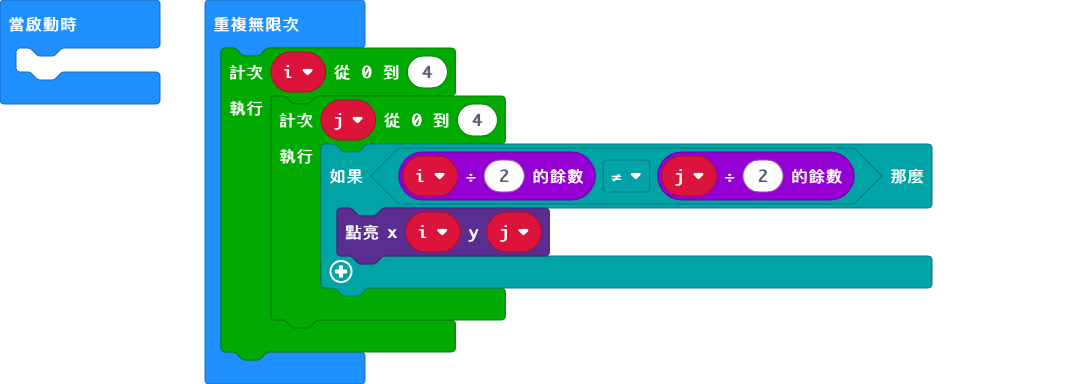 當啟動時
重複無限次
計次 i 從 0 到 4
執行
計次 j 從 0 到 4
執行
如果 i ÷ 2 的餘數 ≠ j ÷ 2 的餘數 那麼
點亮 x i y j